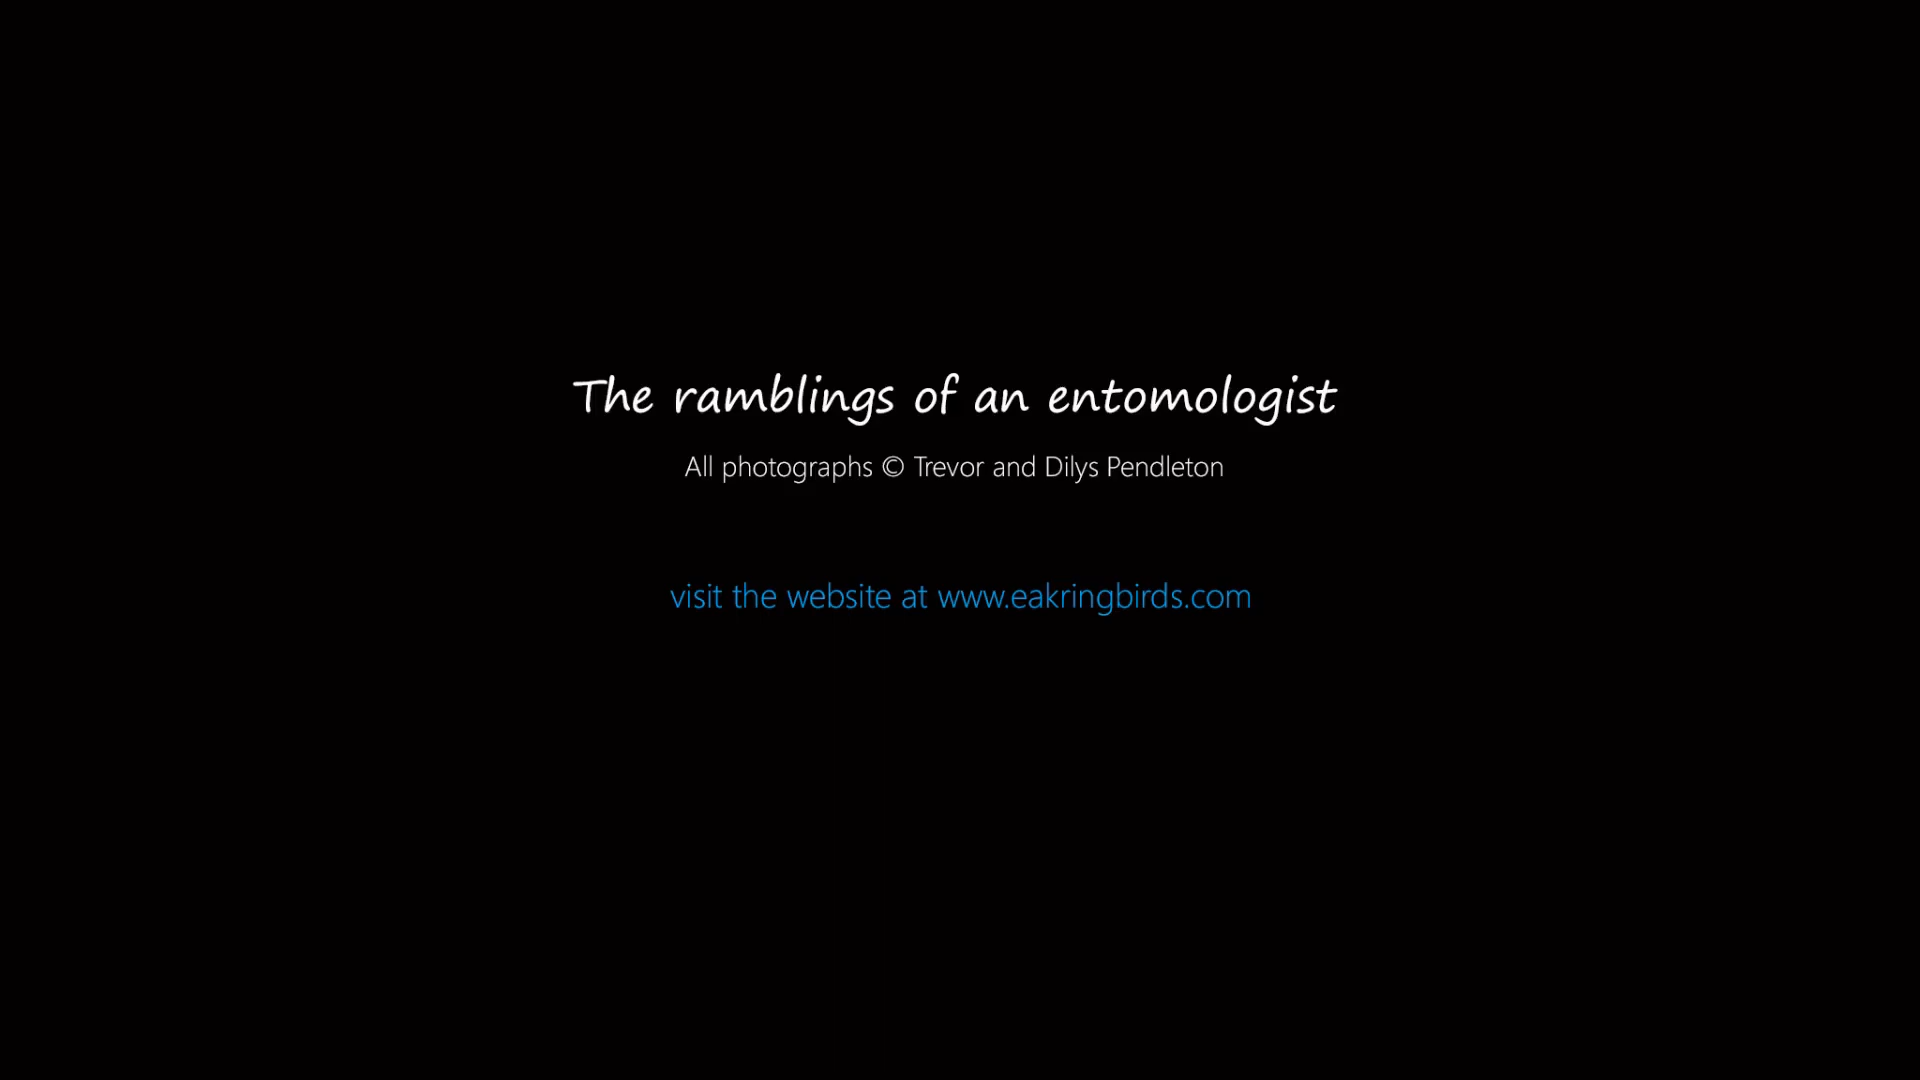 The ramblings of an entomologist
All photographs © Trevor and Dilys Pendleton
visit the website at www.eakringbirds.com